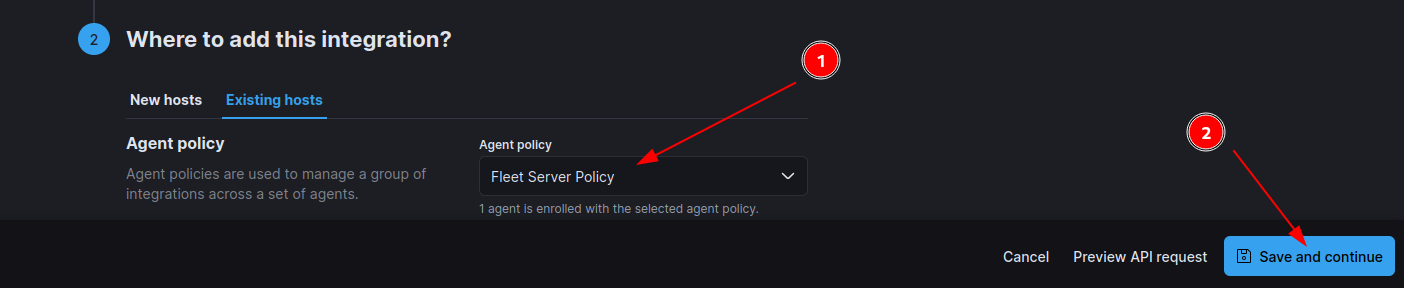 2
Where to add this integration?
1
New hosts
Existing hosts
2
Agent policy
Agent policies are used to manage a group of
integrations across a set of agents.
Agent policy
Fleet Server Policy
1 agent is enrolled with the selected agent policy.
Cancel
Preview API request
Save and continue